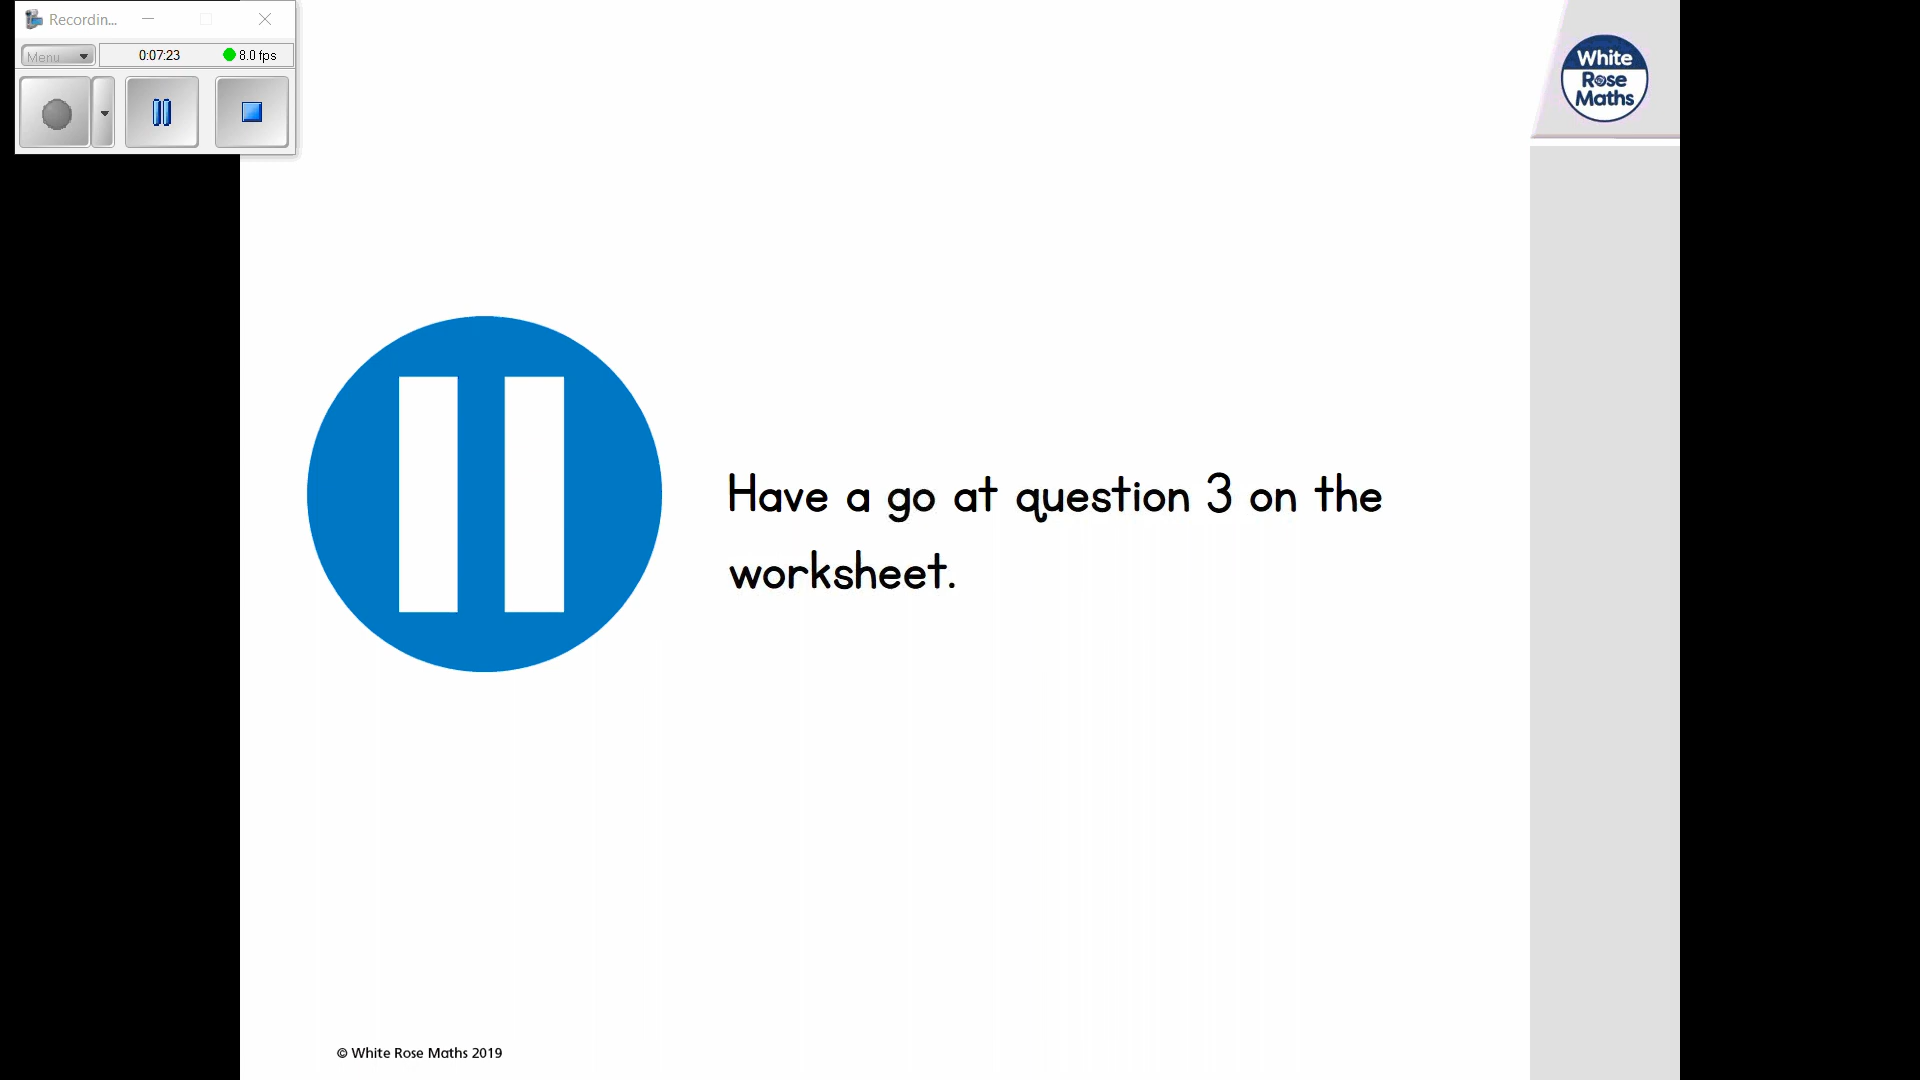 Recordin...
Menu
0:07:23
8.0 fps
White
Rose
Maths
Have a go at question 3 on the
worksheet.
© White Rose Maths 2019